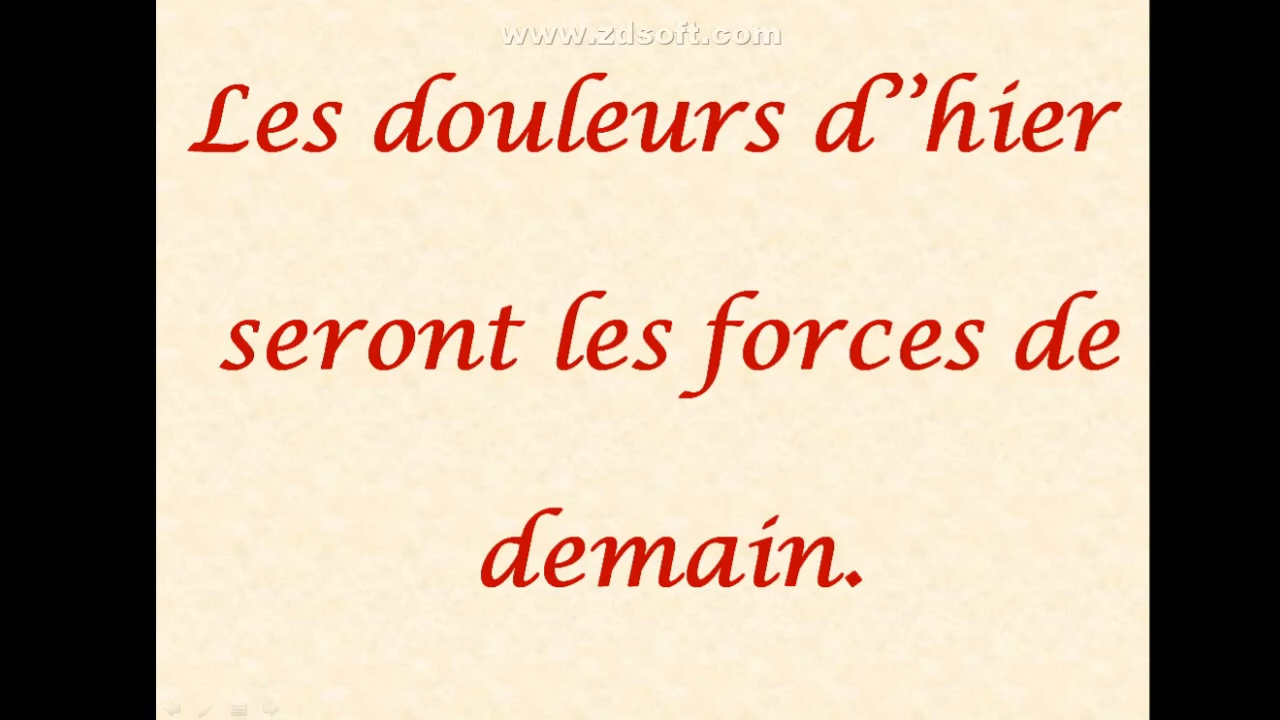 www.zdsoft.com
Les douleurs d’’hier
seront les forces de
demain.